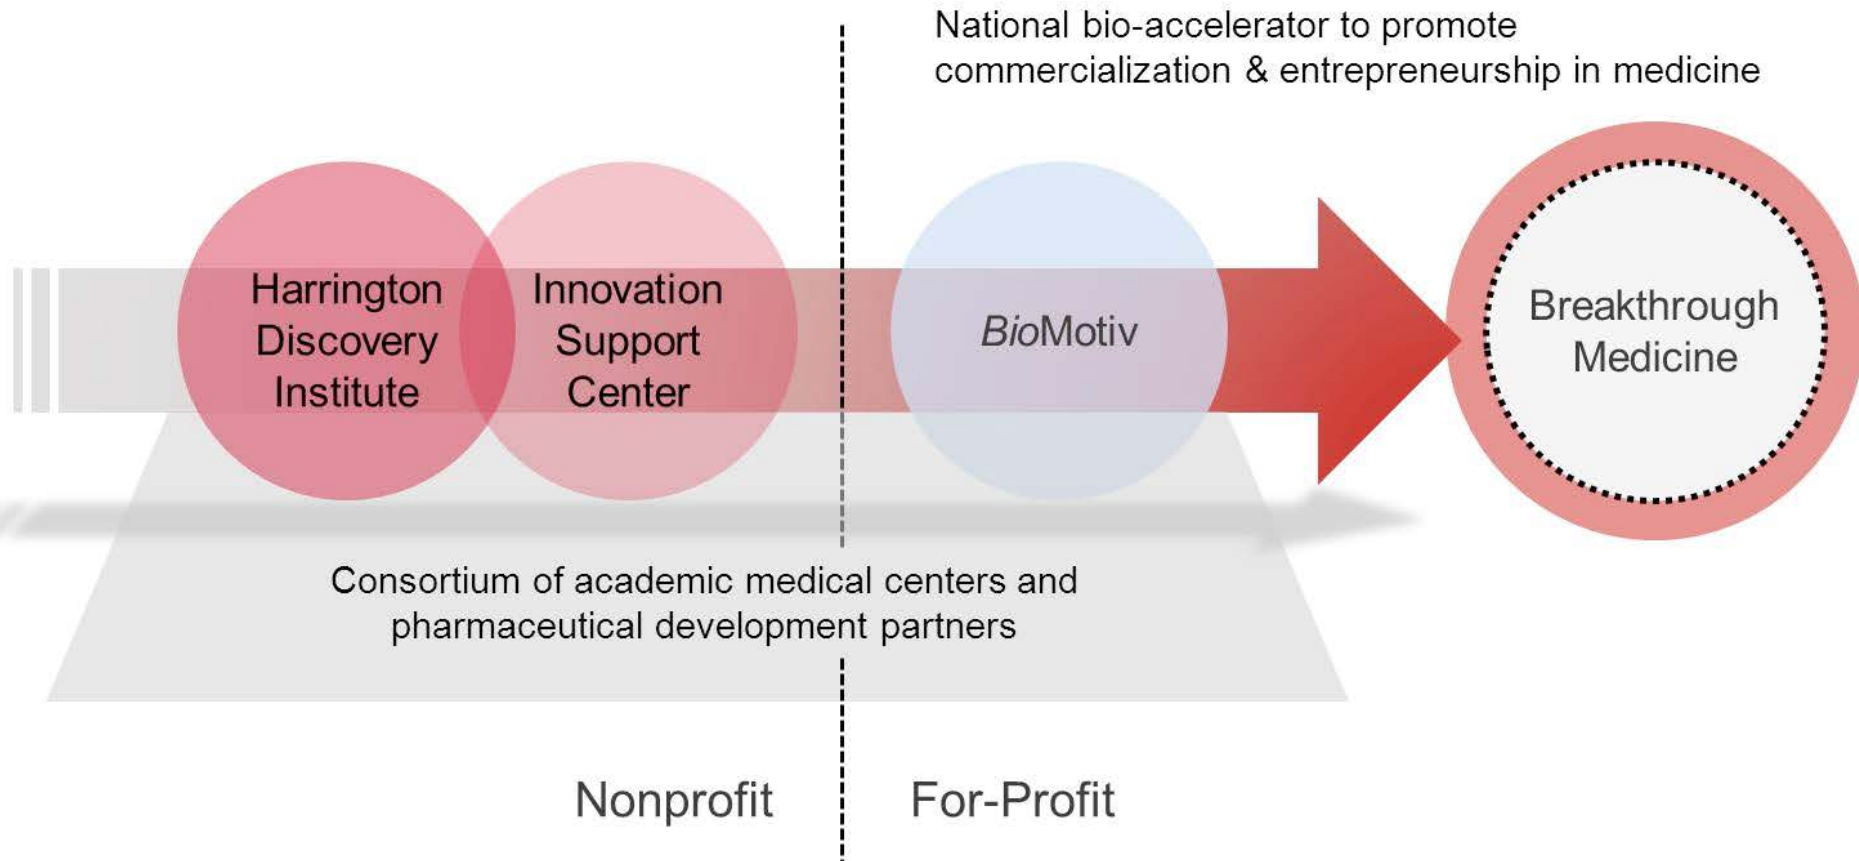 National bio-accelerator to promote
commercialization & entrepreneurship in medicine
Harrington
Discovery
Institute
Innovation
Support
Center
BioMotiv
Breakthrough
Medicine
Consortium of academic medical centers and
pharmaceutical development partners
Nonprofit
For-Profit